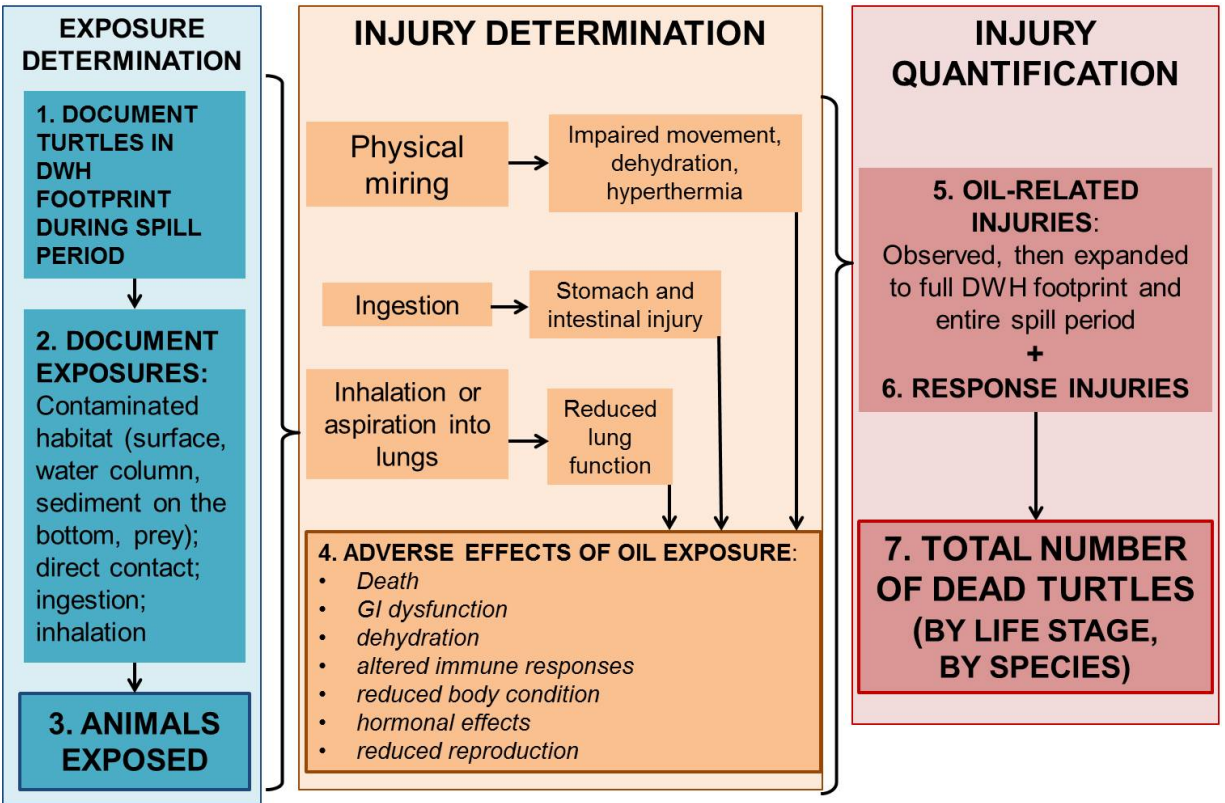 EXPOSURE
DETERMINATION
1. DOCUMENT
TURTLES IN
DWH
FOOTPRINT
DURING SPILL
PERIOD
2. DOCUMENT
EXPOSURES:
Contaminated
habitat (surface,
water column,
sediment on the
bottom, prey);
direct contact;
ingestion;
inhalation
3. ANIMALS
EXPOSED
INJURY DETERMINATION
Physical
miring
Impaired movement,
dehydration,
hyperthermia
Ingestion
Stomach and
intestinal injury
Inhalation or
aspiration into
lungs
Reduced
lung
function
4. ADVERSE EFFECTS OF OIL EXPOSURE:
• Death
• GI dysfunction
• dehydration
• altered immune responses
• reduced body condition
• hormonal effects
• reduced reproduction
INJURY
QUANTIFICATION
5. OIL-RELATED
INJURIES:
Observed, then expanded
to full DWH footprint and
entire spill period
+
6. RESPONSE INJURIES
7. TOTAL NUMBER
OF DEAD TURTLES
(BY LIFE STAGE,
BY SPECIES)